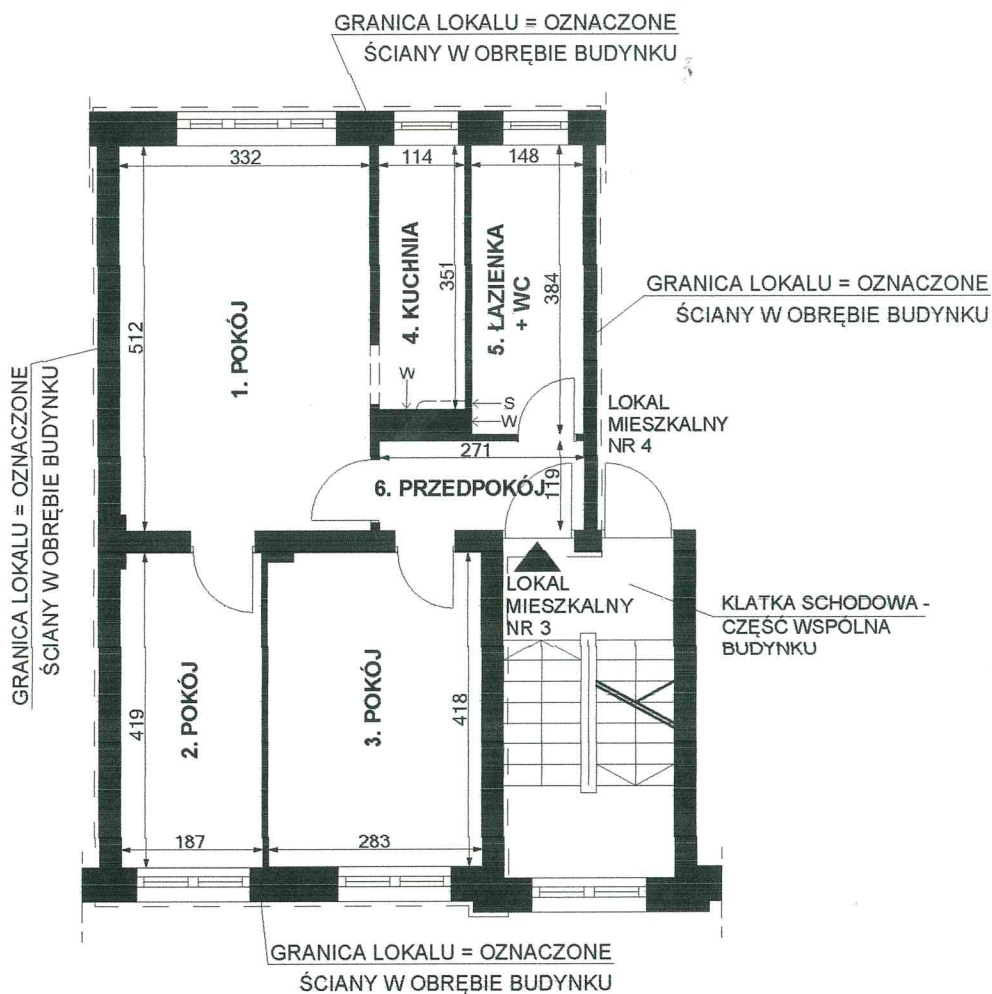 GRANICA LOKALU = OZNACZONE
ŚCIANY W OBRĘBIE BUDYNKU
332
114
148
512
1. POKÓJ
4. KUCHNIA
351
5. ŁAZIENKA
+ WC
384
GRANICA LOKALU = OZNACZONE
ŚCIANY W OBRĘBIE BUDYNKU
GRANICA LOKALU = OZNACZONE
ŚCIANY W OBRĘBIE BUDYNKU
W
S
W
LOKAL
MIESZKALNY
NR 4
271
119
6. PRZEDPOKÓJ
LOKAL
MIESZKALNY
NR 3
KLATKA SCHODOWA -
CZĘŚĆ WSPÓLNA
BUDYNKU
419
2. POKÓJ
3. POKÓJ
418
187
283
GRANICA LOKALU = OZNACZONE
ŚCIANY W OBRĘBIE BUDYNKU